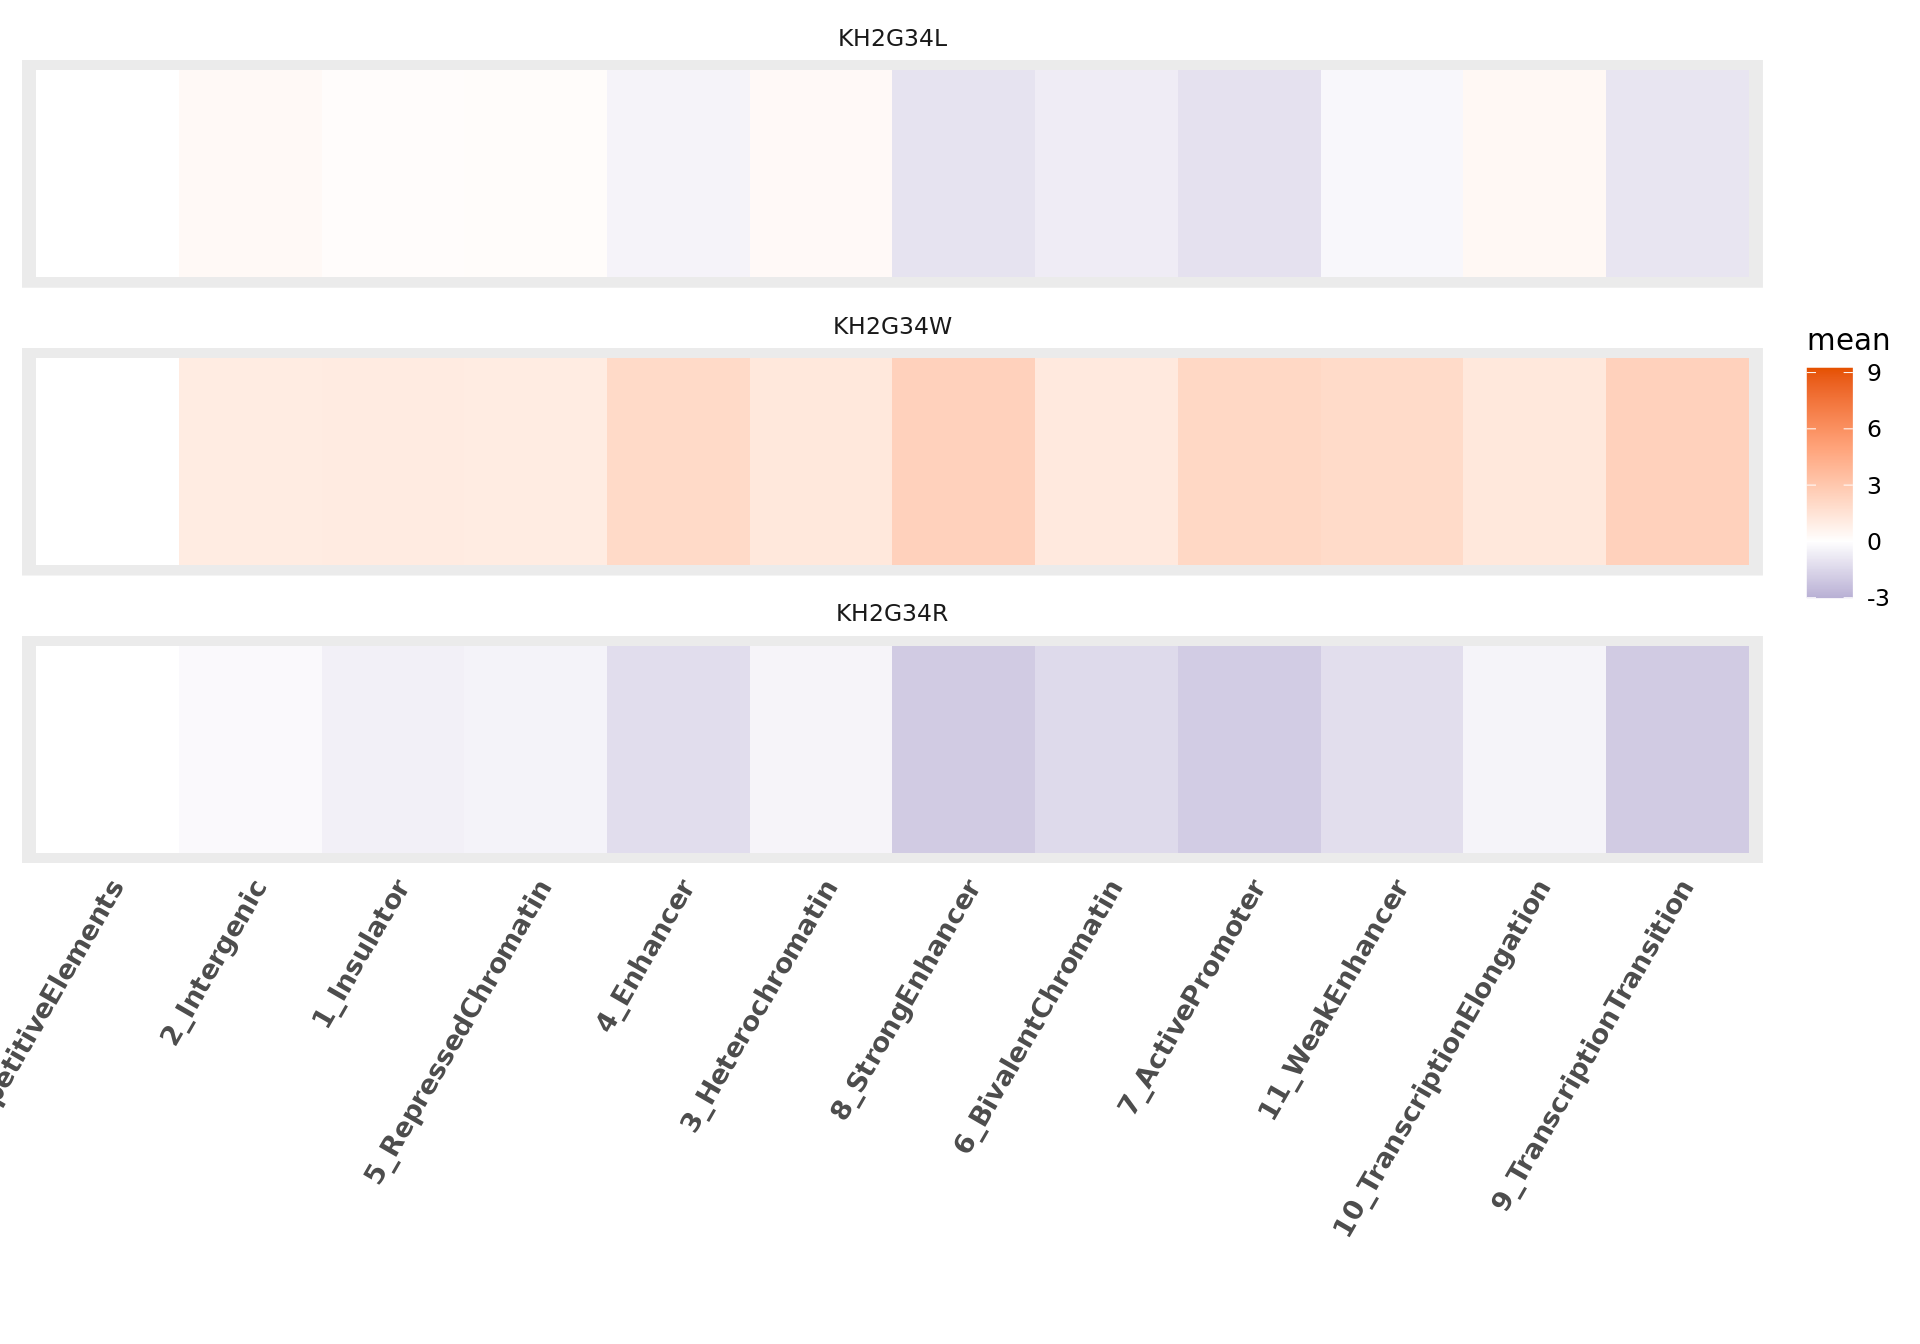 KH2G34L
KH2G34W
mean
9
6
3
0
-3
KH2G34R
petitiveElements
2_Intergenic
1_Insulator
5_RepressedChromatin
4_Enhancer
3_Heterochromatin
8_StrongEnhancer
6_BivalentChromatin
7_ActivePromoter
11_WeakEnhancer
10_TranscriptionElongation
9_TranscriptionTransition